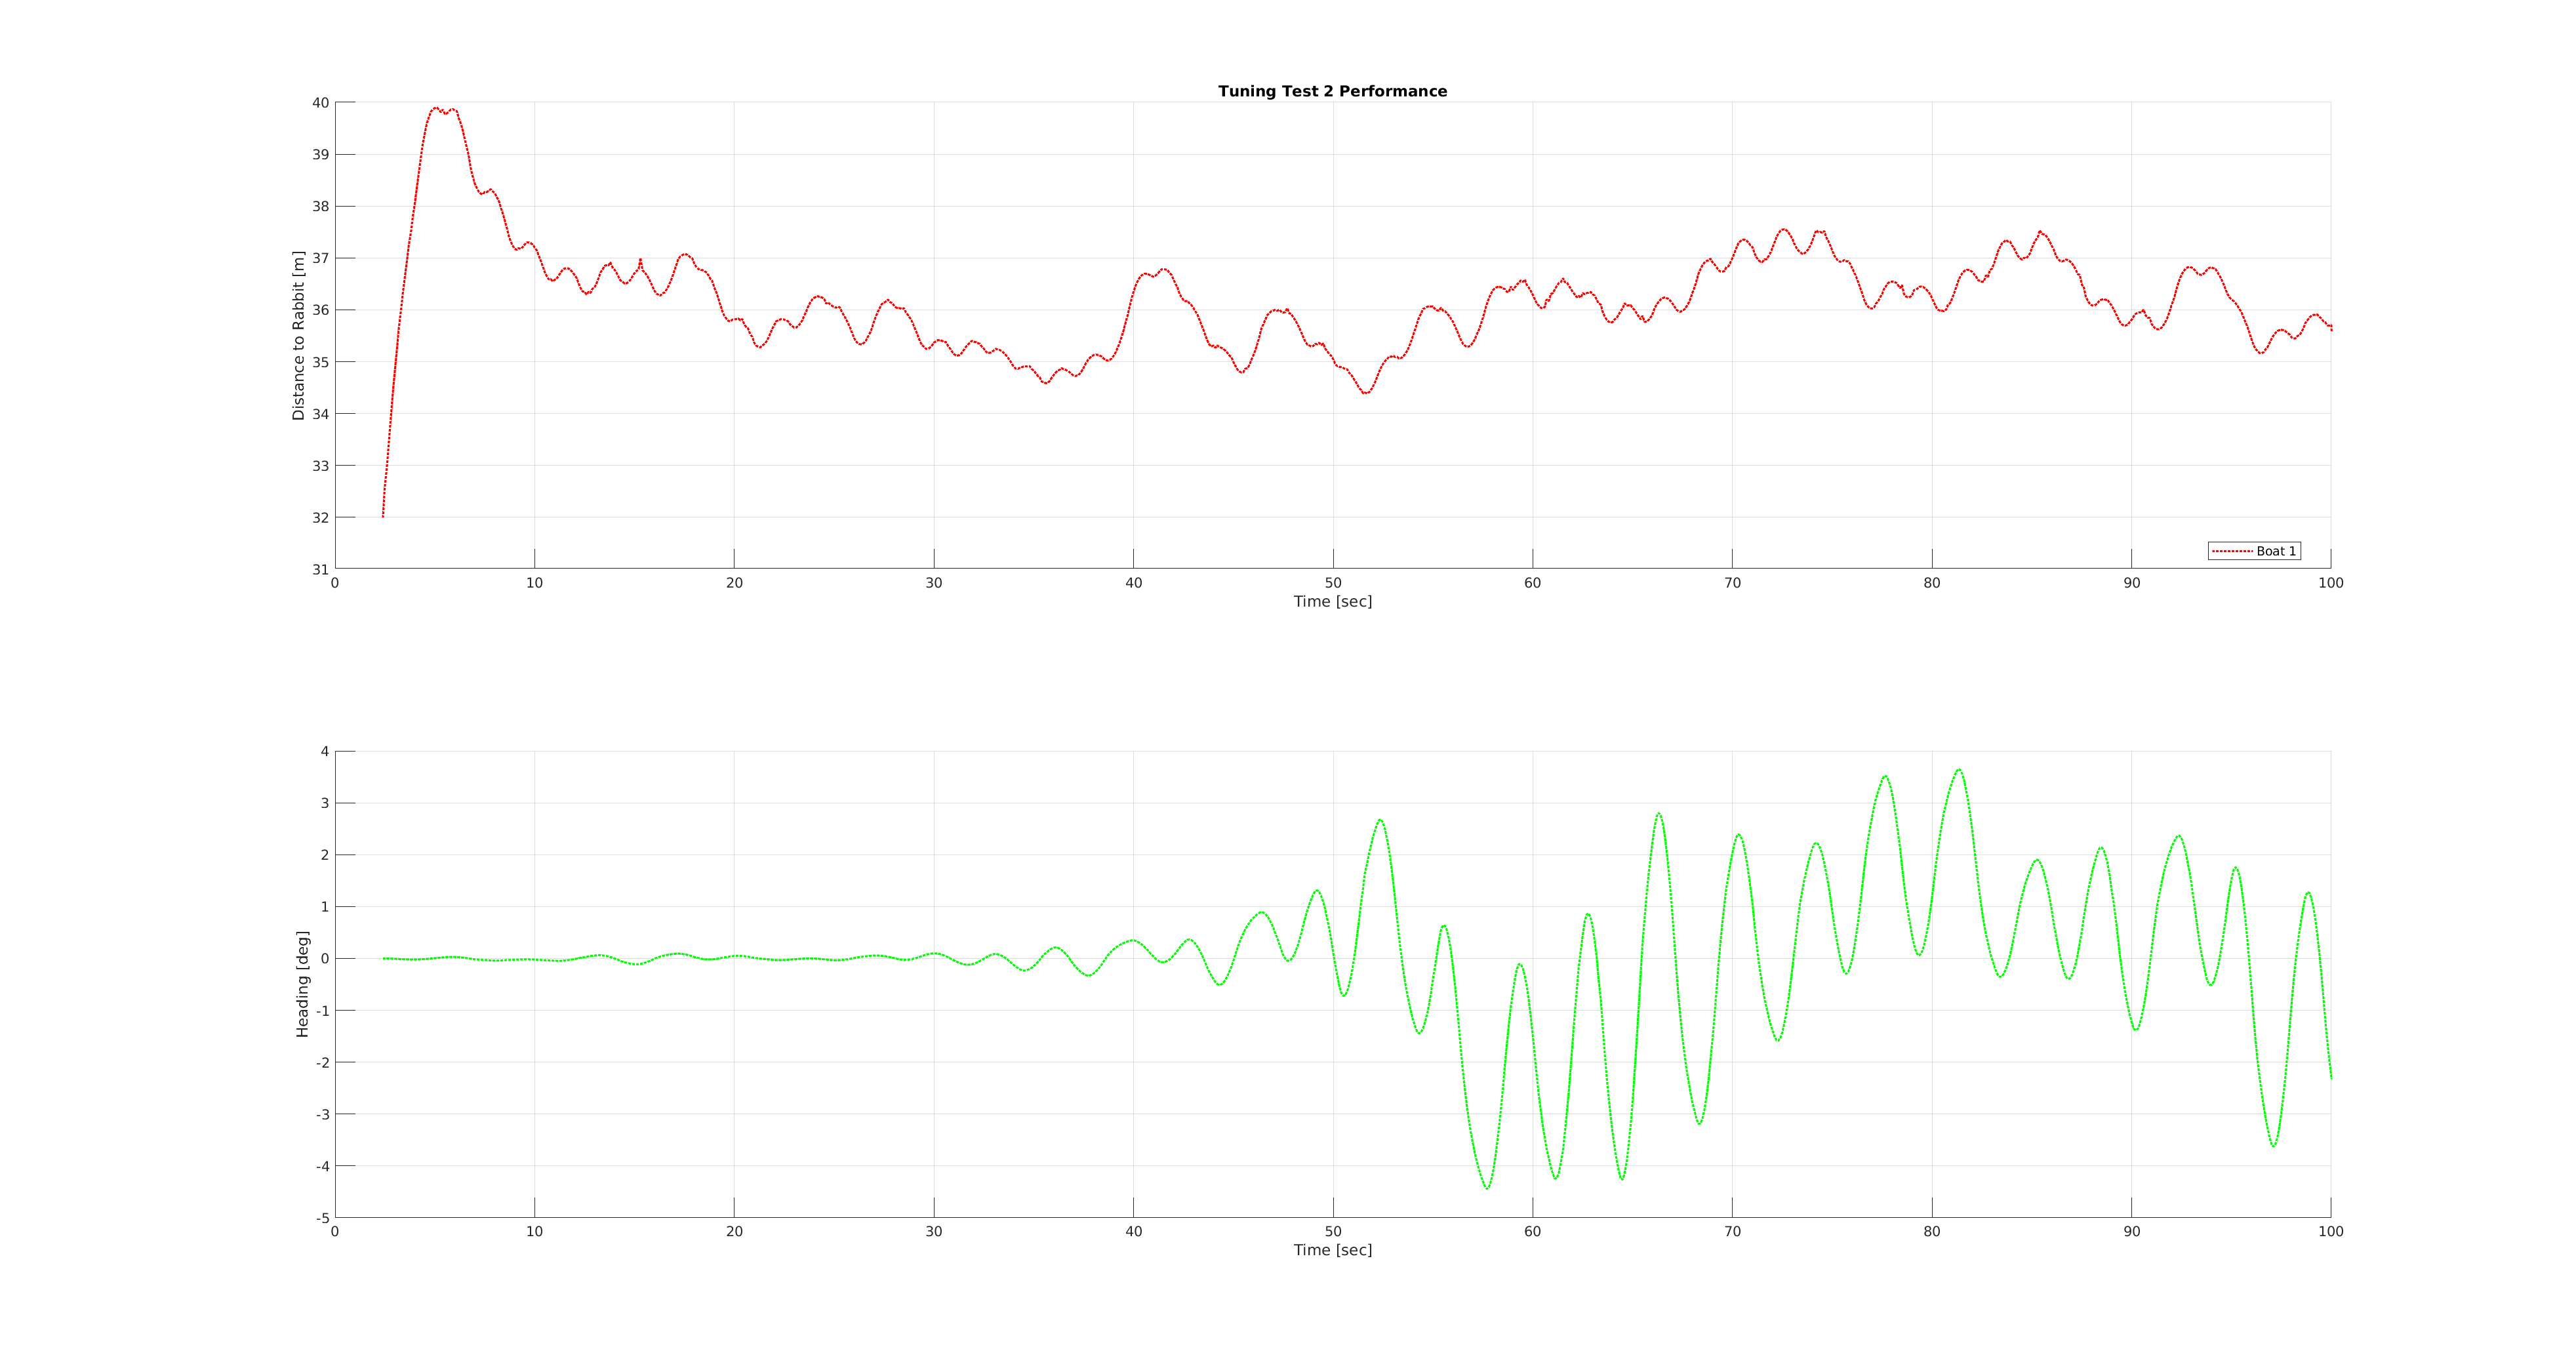 Tuning Test 2 Performance
40
39
38
37
36
35
34
33
32
31
Distance to Rabbit [m]
Boat 1
0 10 20 30 40 50 60 70 80 90 100
Time [sec]
4
3
2
1
0
-1
-2
-3
-4
-5
Heading [deg]
0 10 20 30 40 50 60 70 80 90 100
Time [sec]